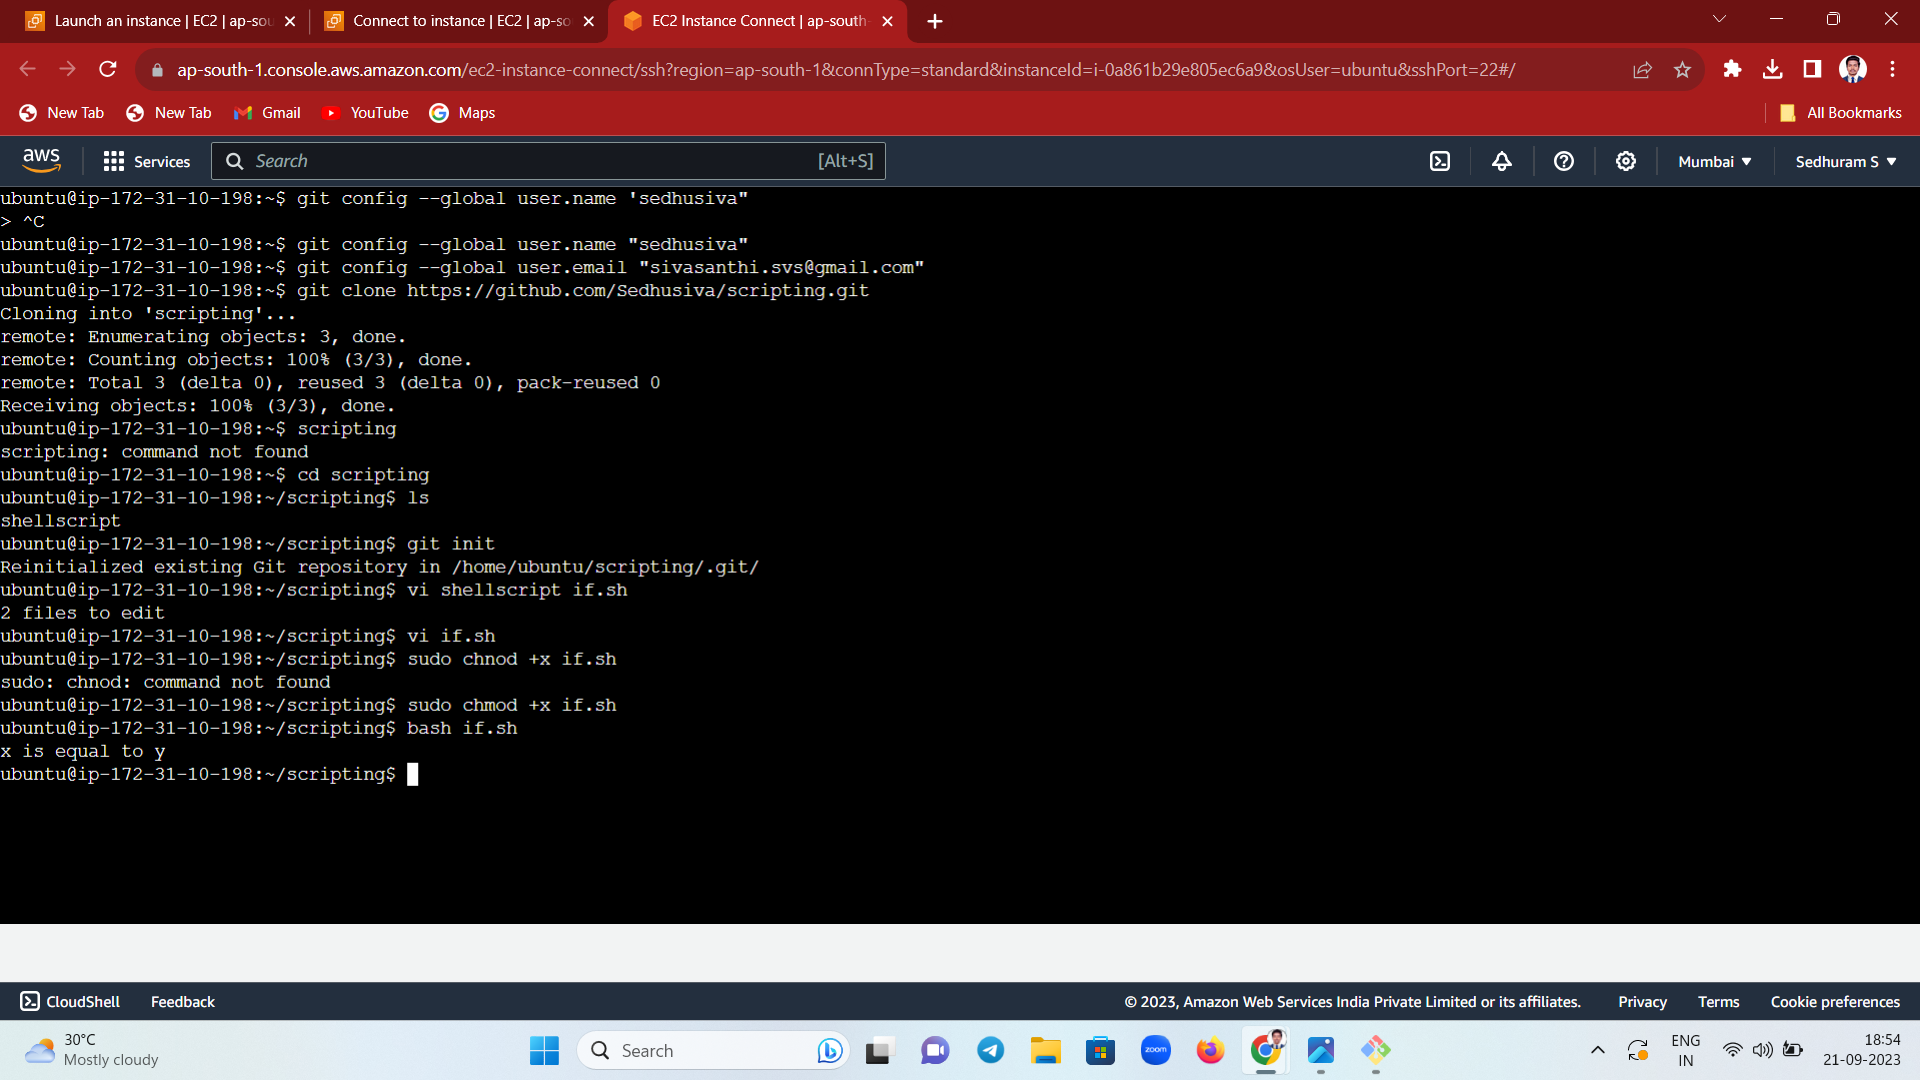 Launch an instance | EC2 | ap-sou
Connect to instance | EC2 | ap-so
EC2 Instance Connect | ap-south-
ap-south-1.console.aws.amazon.com/ec2-instance-connect/ssh?region=ap-south-1&connType=standard&instanceId=i-0a861b29e805ec6a9&osUser=ubuntu&sshPort=22#/
New Tab
New Tab
Gmail
YouTube
Maps
All Bookmarks
aws
Services
Search
[Alt+S]
Mumbai
Sedhuram S
ubuntu@ip-172-31-10-198:~$ git config --global user.name 'sedhusiva"
> ^C
ubuntu@ip-172-31-10-198:~$ git config --global user.name "sedhusiva"
ubuntu@ip-172-31-10-198:~$ git config --global user.email "sivasanthi.svs@gmail.com"
ubuntu@ip-172-31-10-198:~$ git clone https://github.com/Sedhusiva/scripting.git
Cloning into 'scripting'...
remote: Enumerating objects: 3, done.
remote: Counting objects: 100% (3/3), done.
remote: Total 3 (delta 0), reused 3 (delta 0), pack-reused 0
Receiving objects: 100% (3/3), done.
ubuntu@ip-172-31-10-198:~$ scripting
scripting: command not found
ubuntu@ip-172-31-10-198:~$ cd scripting
ubuntu@ip-172-31-10-198:~/scripting$ ls
shellscript
ubuntu@ip-172-31-10-198:~/scripting$ git init
Reinitialized existing Git repository in /home/ubuntu/scripting/.git/
ubuntu@ip-172-31-10-198:~/scripting$ vi shellscript if.sh
2 files to edit
ubuntu@ip-172-31-10-198:~/scripting$ vi if.sh
ubuntu@ip-172-31-10-198:~/scripting$ sudo chnod +x if.sh
sudo: chnod: command not found
ubuntu@ip-172-31-10-198:~/scripting$ sudo chmod +x if.sh
ubuntu@ip-172-31-10-198:~/scripting$ bash if.sh
x is equal to y
ubuntu@ip-172-31-10-198:~/scripting$
CloudShell
Feedback
© 2023, Amazon Web Services India Private Limited or its affiliates.
Privacy
Terms
Cookie preferences
30°C
Mostly cloudy
Search
zoom
ENG
IN
18:54
21-09-2023